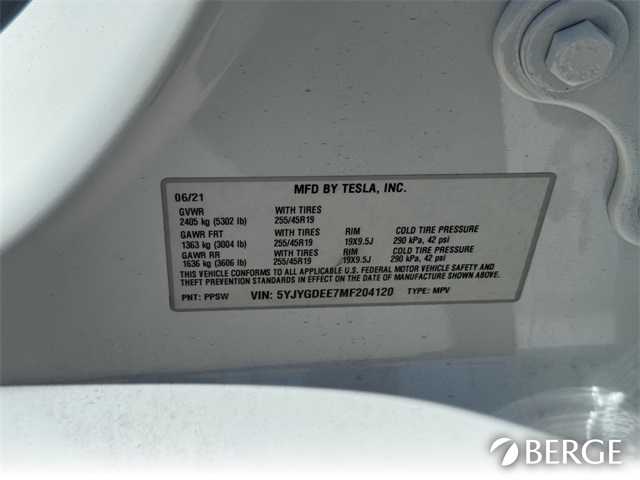 MFD BY TESLA, INC.
06/21
GVWR WITH TIRES
2405 kg (5302 lb) 255/45R19
GAWR FRT WITH TIRES RIM COLD TIRE PRESSURE
1363 kg (3004 lb) 255/45R19 19X9.5J 290 kPa, 42 psi
GAWR RR WITH TIRES RIM COLD TIRE PRESSURE
1636 kg (3606 lb) 255/45R19 19X9.5J 290 kPa, 42 psi
THIS VEHICLE CONFORMS TO ALL APPLICABLE U.S. FEDERAL MOTOR VEHICLE SAFETY AND
THEFT PREVENTION STANDARDS IN EFFECT ON THE DATE OF MANUFACTURE SHOWN ABOVE.
PNT: PPSW VIN: 5YJYGDEE7MF204120 TYPE: MPV
BERGE